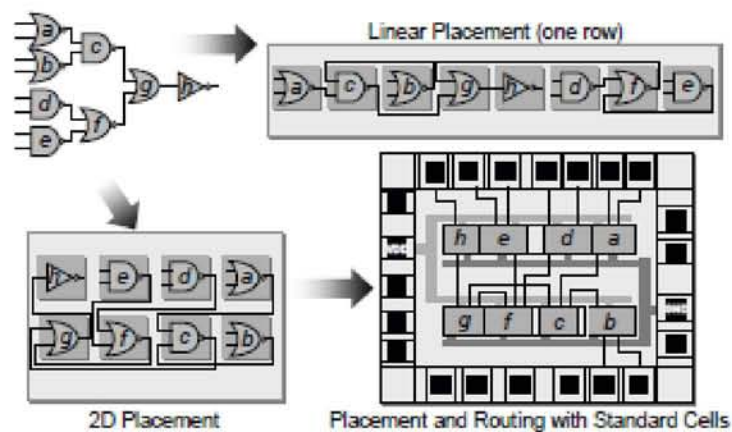 Linear Placement (one row)
a
c
b
g
h
d
f
e
a c b g h d f e
h e d a
g f c b
h e d a
g f c b
2D Placement
Placement and Routing with Standard Cells